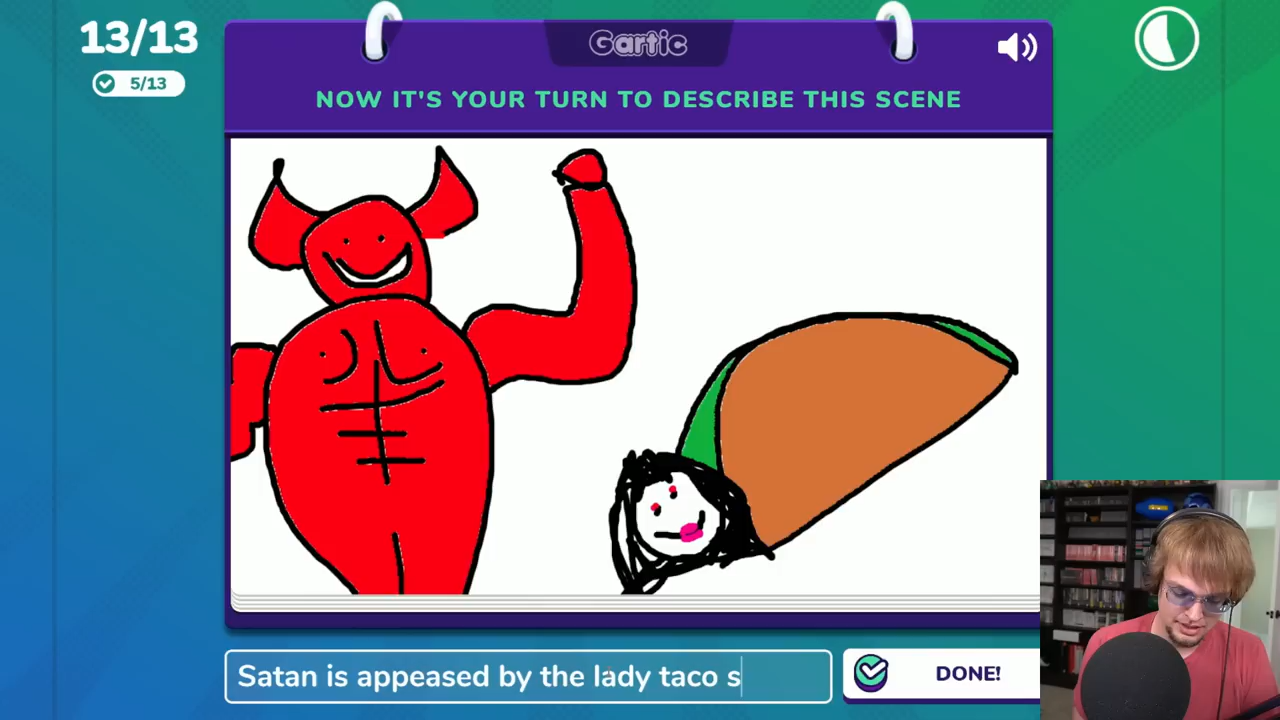 13/13
5/13
Gartic
NOW IT'S YOUR TURN TO DESCRIBE THIS SCENE
Satan is appeased by the lady taco s
DONE!